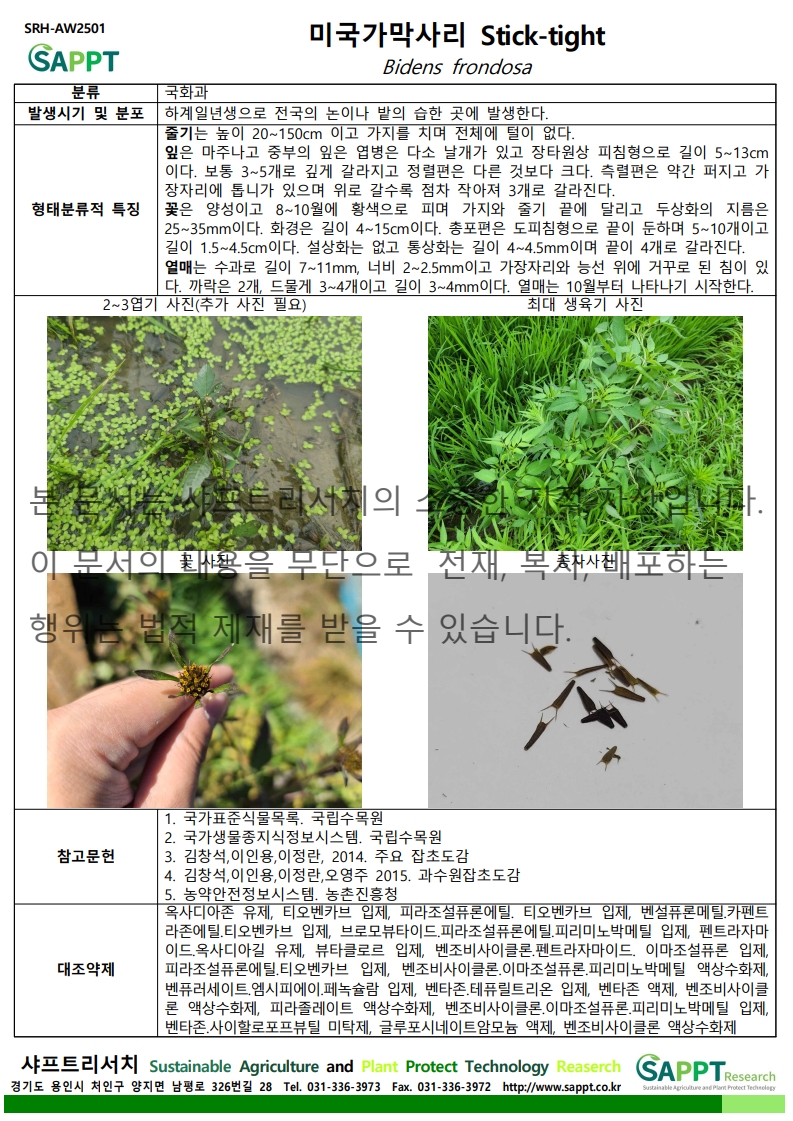 SRH-AW2501
SAPPT
미국가막사리 Stick-tight
Bidens frondosa
분류 국화과
발생시기 및 분포 하계일년생으로 전국의 논이나 밭의 습한 곳에 발생한다.
형태분류적 특징
줄기는 높이 20~150cm 이고 가지를 치며 전체에 털이 없다.
잎은 마주나고 중부의 잎은 엽병은 다소 날개가 있고 장타원상 피침형으로 길이 5~13cm
이다. 보통 3~5개로 깊게 갈라지고 정렬편은 다른 것보다 크다. 측렬편은 약간 퍼지고 가
장자리에 톱니가 있으며 위로 갈수록 점차 작아져 3개로 갈라진다.
꽃은 양성이고 8~10월에 황색으로 피며 가지와 줄기 끝에 달리고 두상화의 지름은
25~35mm이다. 화경은 길이 4~15cm이다. 총포편은 도피침형으로 끝이 둔하며 5~10개이고
길이 1.5~4.5cm이다. 설상화는 없고 통상화는 길이 4~4.5mm이며 끝이 4개로 갈라진다.
열매는 수과로 길이 7~11mm, 너비 2~2.5mm이고 가장자리와 능선 위에 거꾸로 된 침이 있
다. 까락은 2개, 드물게 3~4개이고 길이 3~4mm이다. 열매는 10월부터 나타나기 시작한다.
2~3엽기 사진(추가 사진 필요) 최대 생육기 사진
본 문서는 샤프트리서치의 소중한 지적 자산입니다.
꽃 사진 종자사진
이 문서의 내용을 무단으로 전재, 복사, 배포하는
행위는 법적 제재를 받을 수 있습니다.
참고문헌
1. 국가표준식물목록. 국립수목원
2. 국가생물종지식정보시스템. 국립수목원
3. 김창석,이인용,이정란, 2014. 주요 잡초도감
4. 김창석,이인용,이정란,오영주 2015. 과수원잡초도감
5. 농약안전정보시스템. 농촌진흥청
대조약제
옥사디아존 유제, 티오벤카브 입제, 피라조설퓨론에틸. 티오벤카브 입제, 벤설퓨론메틸.카펜트
라존에틸.티오벤카브 입제, 브로모뷰타이드.피라조설퓨론에틸.피리미노박메틸 입제, 펜트라자마
이드.옥사디아길 유제, 뷰타클로르 입제, 벤조비사이클론.펜트라자마이드. 이마조설퓨론 입제,
피라조설퓨론에틸.티오벤카브 입제, 벤조비사이클론.이마조설퓨론.피리미노박메틸 액상수화제,
벤퓨러세이트.엠시피에이.페녹슐람 입제, 벤타존.테퓨릴트리온 입제, 벤타존 액제, 벤조비사이클
론 액상수화제, 피라졸레이트 액상수화제, 벤조비사이클론.이마조설퓨론.피리미노박메틸 입제,
벤타존.사이할로포프뷰틸 미탁제, 글루포시네이트암모늄 액제, 벤조비사이클론 액상수화제
샤프트리서치 Sustainable Agriculture and Plant Protect Technology Reaserch
경기도 용인시 처인구 양지면 남평로 326번길 28 Tel. 031-336-3973 Fax. 031-336-3972 http://www.sappt.co.kr
SAPPT Research
Sustainable Agriculture and Plant Protect Technology